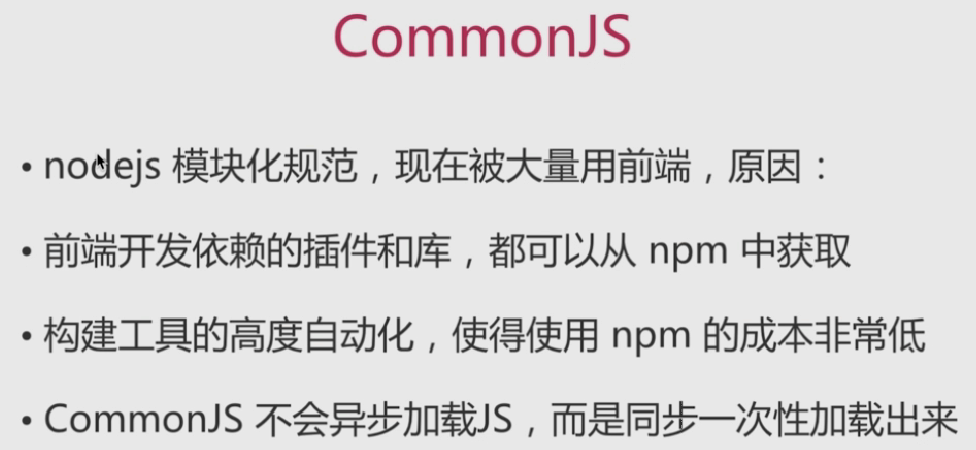 CommonJS
• nodejs 模块化规范，现在被大量用前端，原因：
• 前端开发依赖的插件和库，都可以从 npm 中获取
• 构建工具的高度自动化，使得使用 npm 的成本非常低
• CommonJS 不会异步加载JS，而是同步一次性加载出来